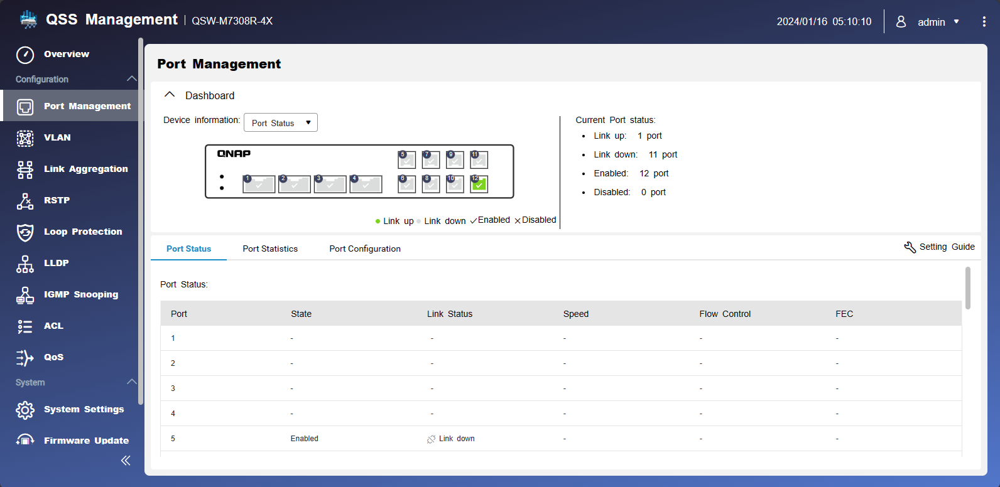 QSS Management | QSW-M7308R-4X
2024/01/16 05:10:10
admin
Overview
Configuration
Port Management
VLAN
Link Aggregation
RSTP
Loop Protection
LLDP
IGMP Snooping
ACL
QoS
System
System Settings
Firmware Update
Port Management
Dashboard
Device information: Port Status
QNAP
5 7 9 11
1 2 3 4 6 8 10 12
Link up Link down Enabled Disabled
Current Port status:
• Link up: 1 port
• Link down: 11 port
• Enabled: 12 port
• Disabled: 0 port
Port Status Port Statistics Port Configuration
Setting Guide
Port Status:
Port State Link Status Speed Flow Control FEC
1 - - - - -
2 - - - - -
3 - - - - -
4 - - - - -
5 Enabled Link down - - -